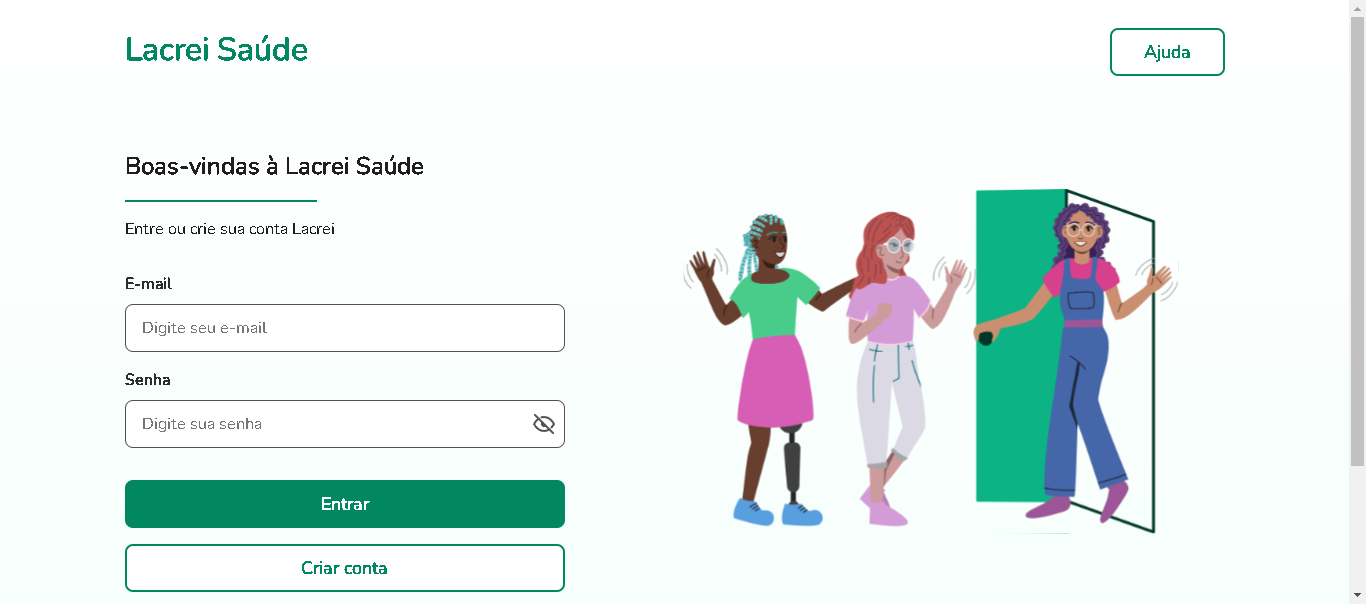 Lacrei Saúde
Ajuda
Boas-vindas à Lacrei Saúde
Entre ou crie sua conta Lacrei
E-mail
Digite seu e-mail
Senha
Digite sua senha
Entrar
Criar conta